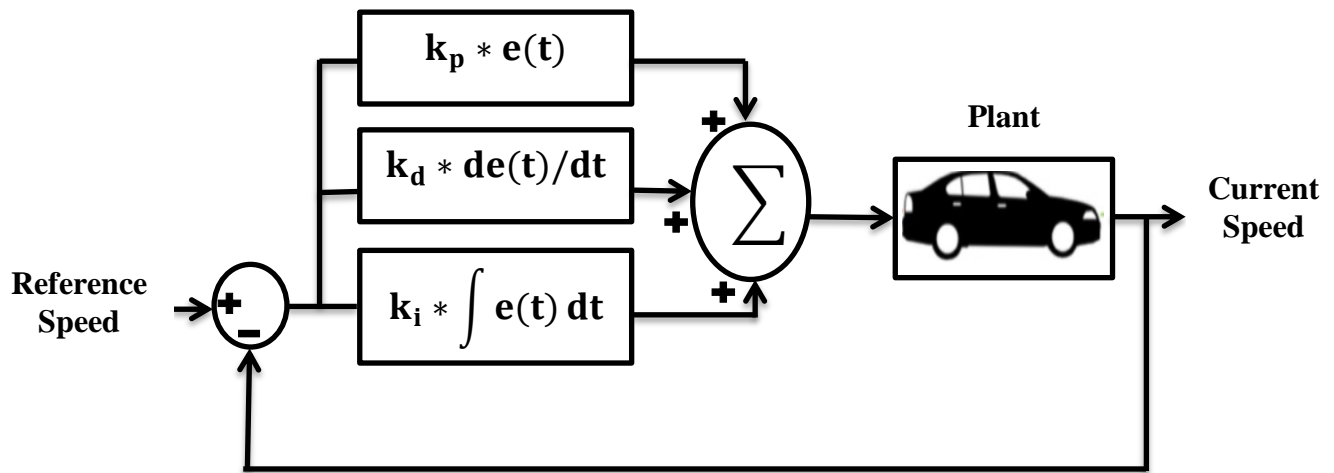 k_p * e(t)
k_d * de(t)/dt
k_i * ∫ e(t) dt
Reference
Speed
+
−
+
+
+
∑
Plant
Current
Speed